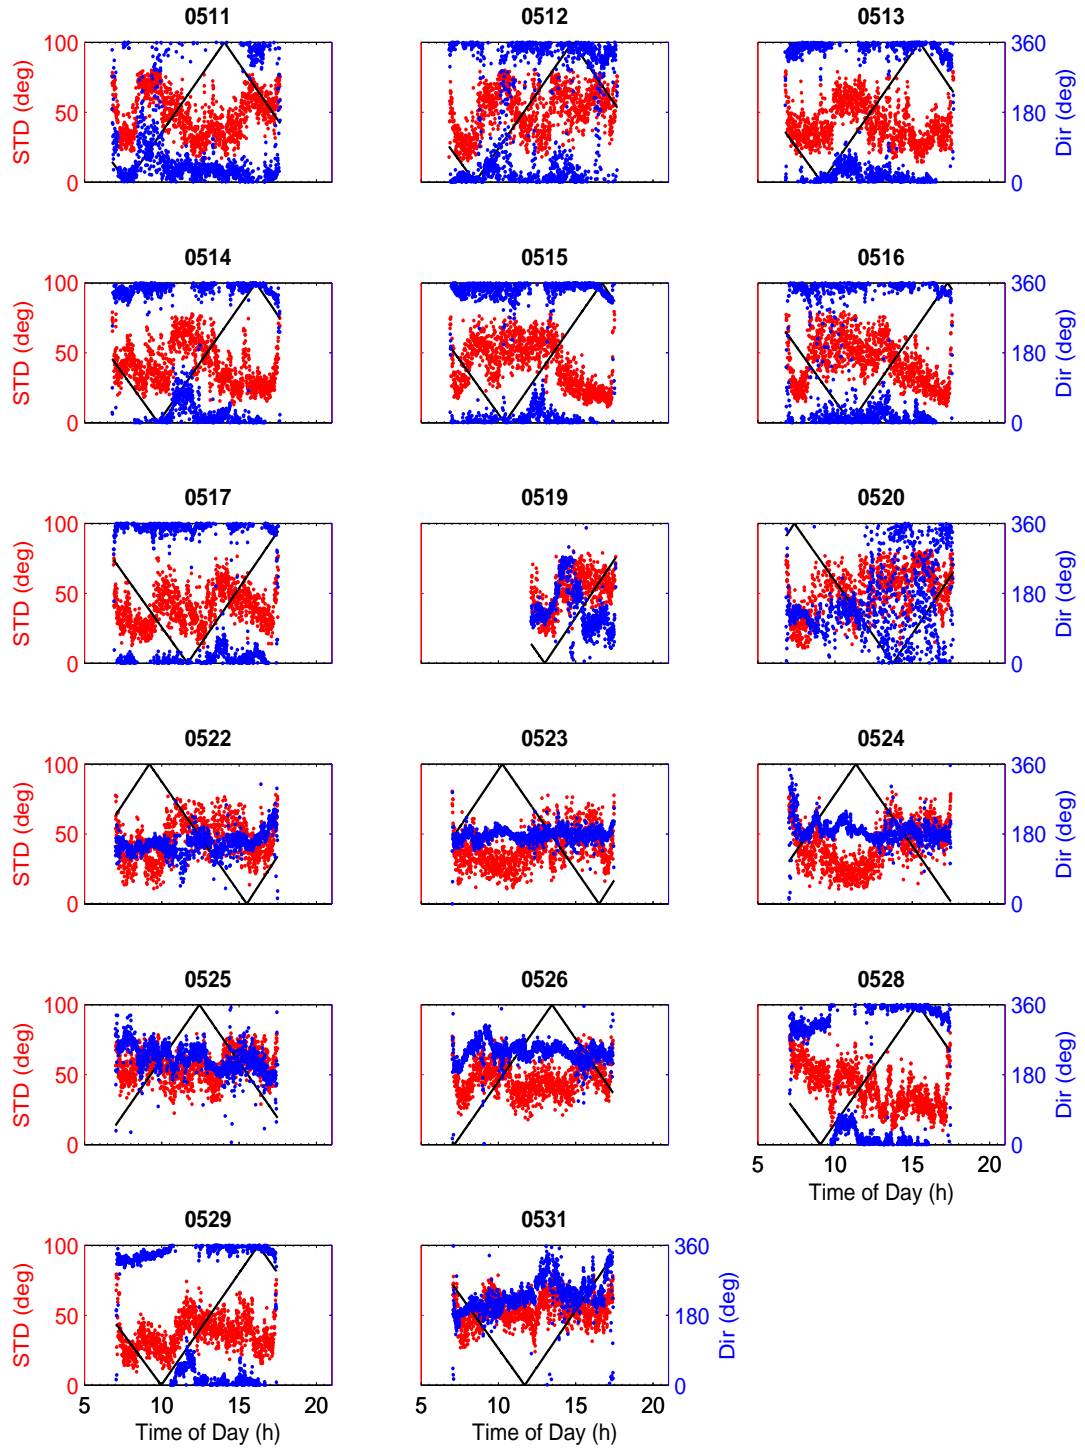 0511 0512 0513
100 360
50 180
0 0
STD (deg) Dir (deg)
0514 0515 0516
100 360
50 180
0 0
STD (deg) Dir (deg)
0517 0519 0520
100 360
50 180
0 0
STD (deg) Dir (deg)
0522 0523 0524
100 360
50 180
0 0
STD (deg) Dir (deg)
0525 0526 0528
100 360
50 180
0 0
STD (deg) Dir (deg)
5 10 15 20
Time of Day (h)
0529 0531
100 360
50 180
0 0
STD (deg) Dir (deg)
5 10 15 20 5 10 15 20
Time of Day (h) Time of Day (h)